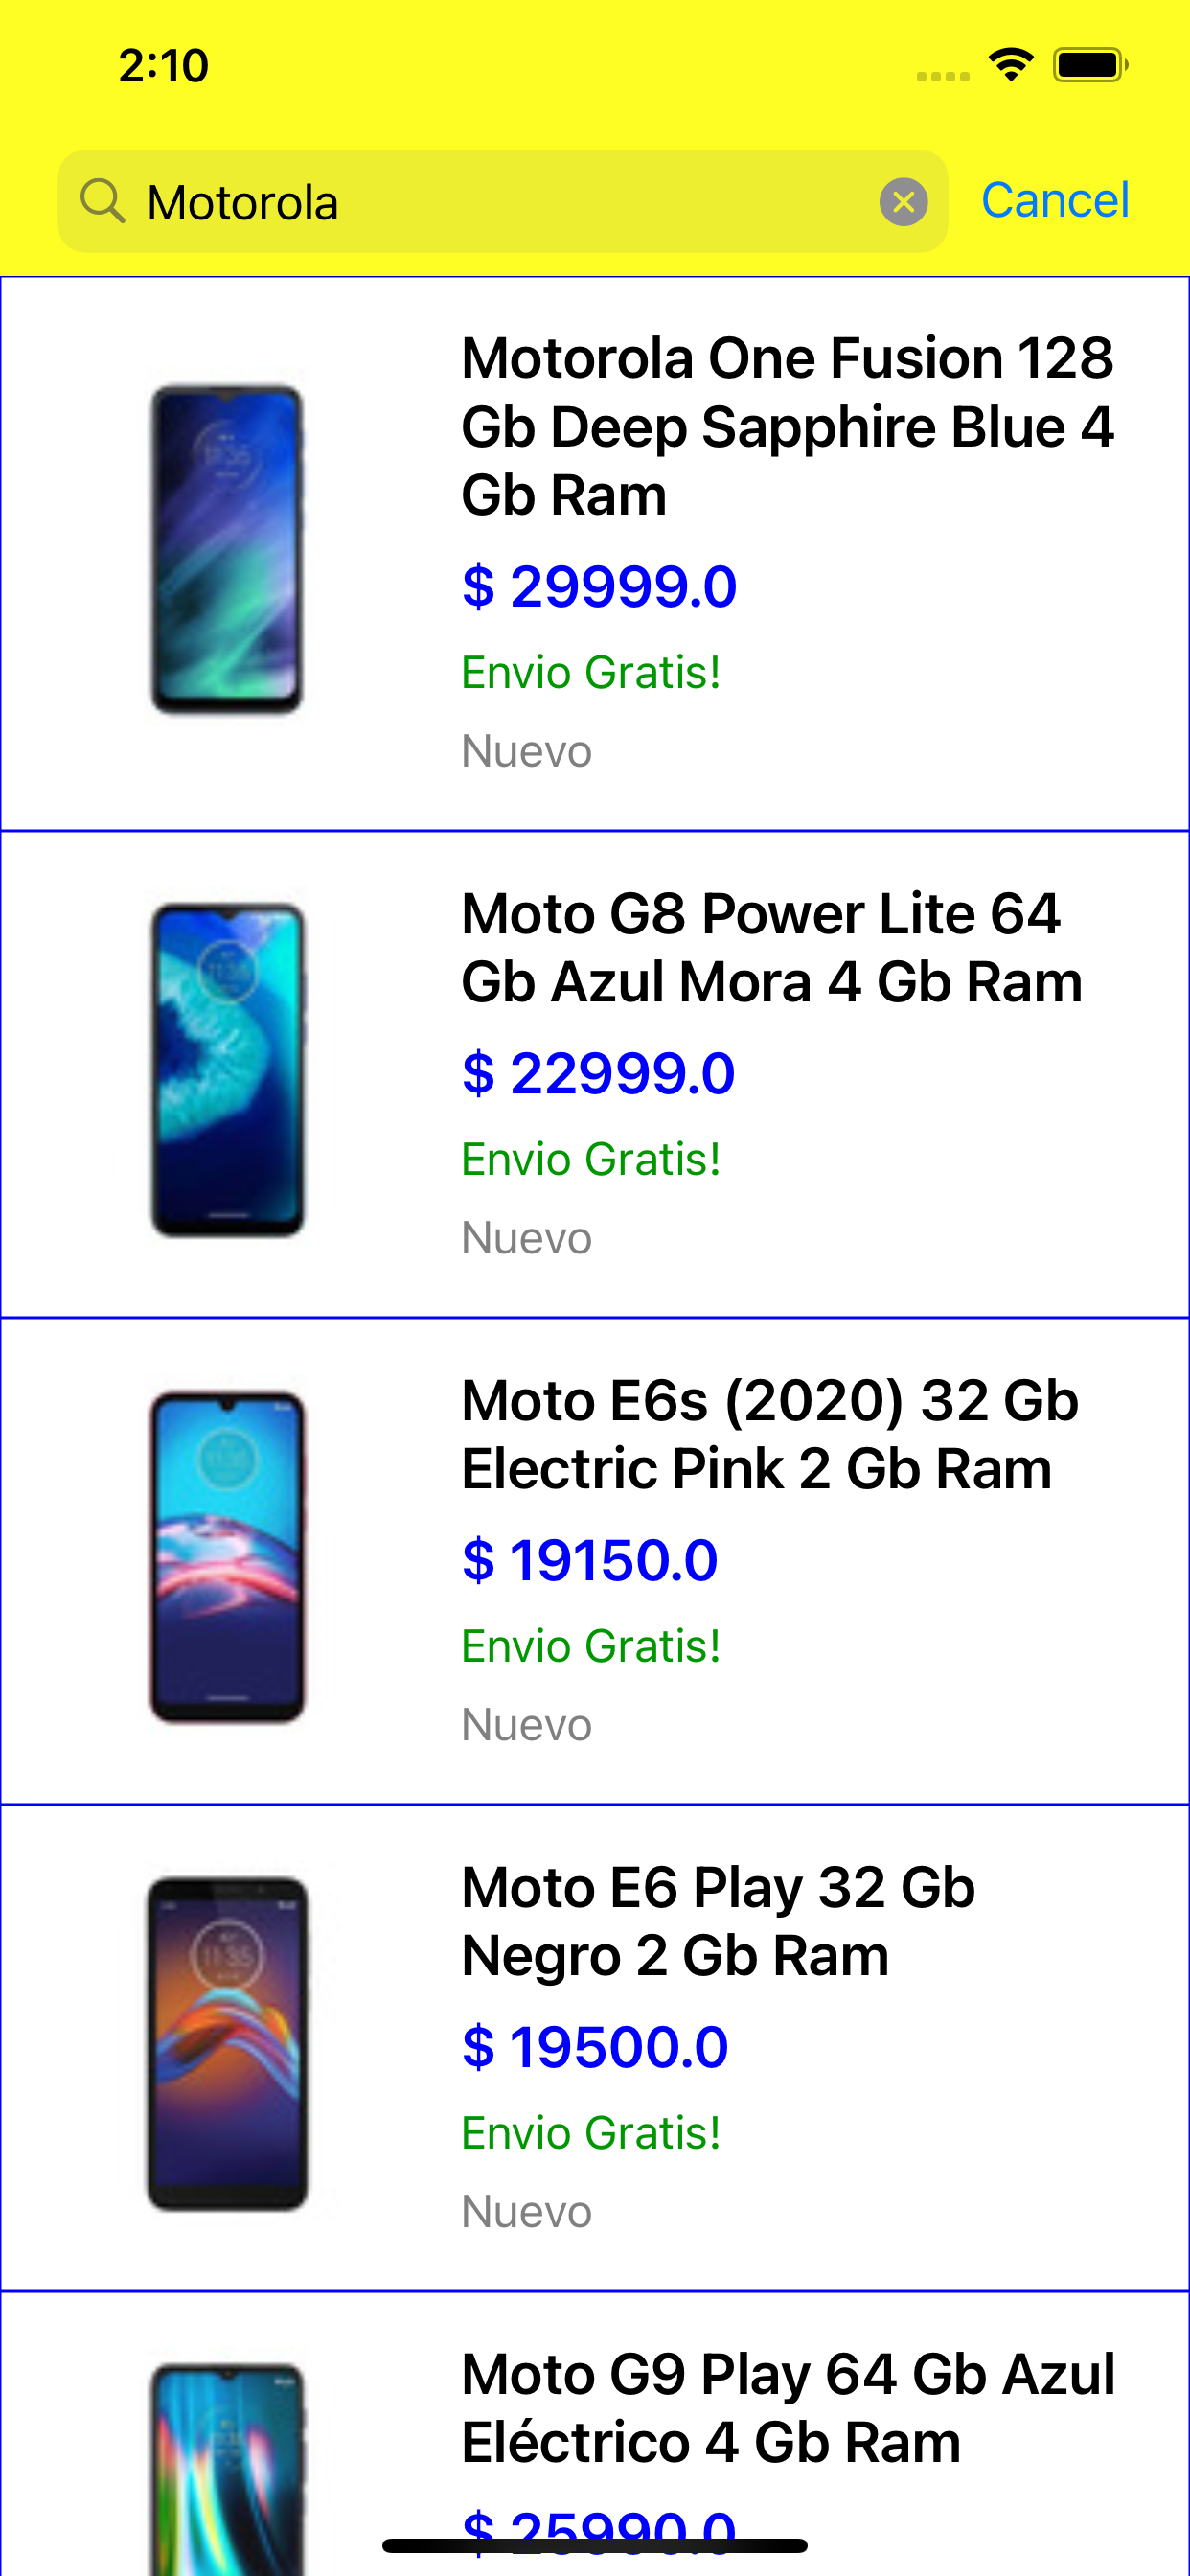 2:10
Motorola
Cancel
Motorola One Fusion 128
Gb Deep Sapphire Blue 4
Gb Ram
$ 29999.0
Envio Gratis!
Nuevo
Moto G8 Power Lite 64
Gb Azul Mora 4 Gb Ram
$ 22999.0
Envio Gratis!
Nuevo
Moto E6s (2020) 32 Gb
Electric Pink 2 Gb Ram
$ 19150.0
Envio Gratis!
Nuevo
Moto E6 Play 32 Gb
Negro 2 Gb Ram
$ 19500.0
Envio Gratis!
Nuevo
Moto G9 Play 64 Gb Azul
Eléctrico 4 Gb Ram
$ 25990.0